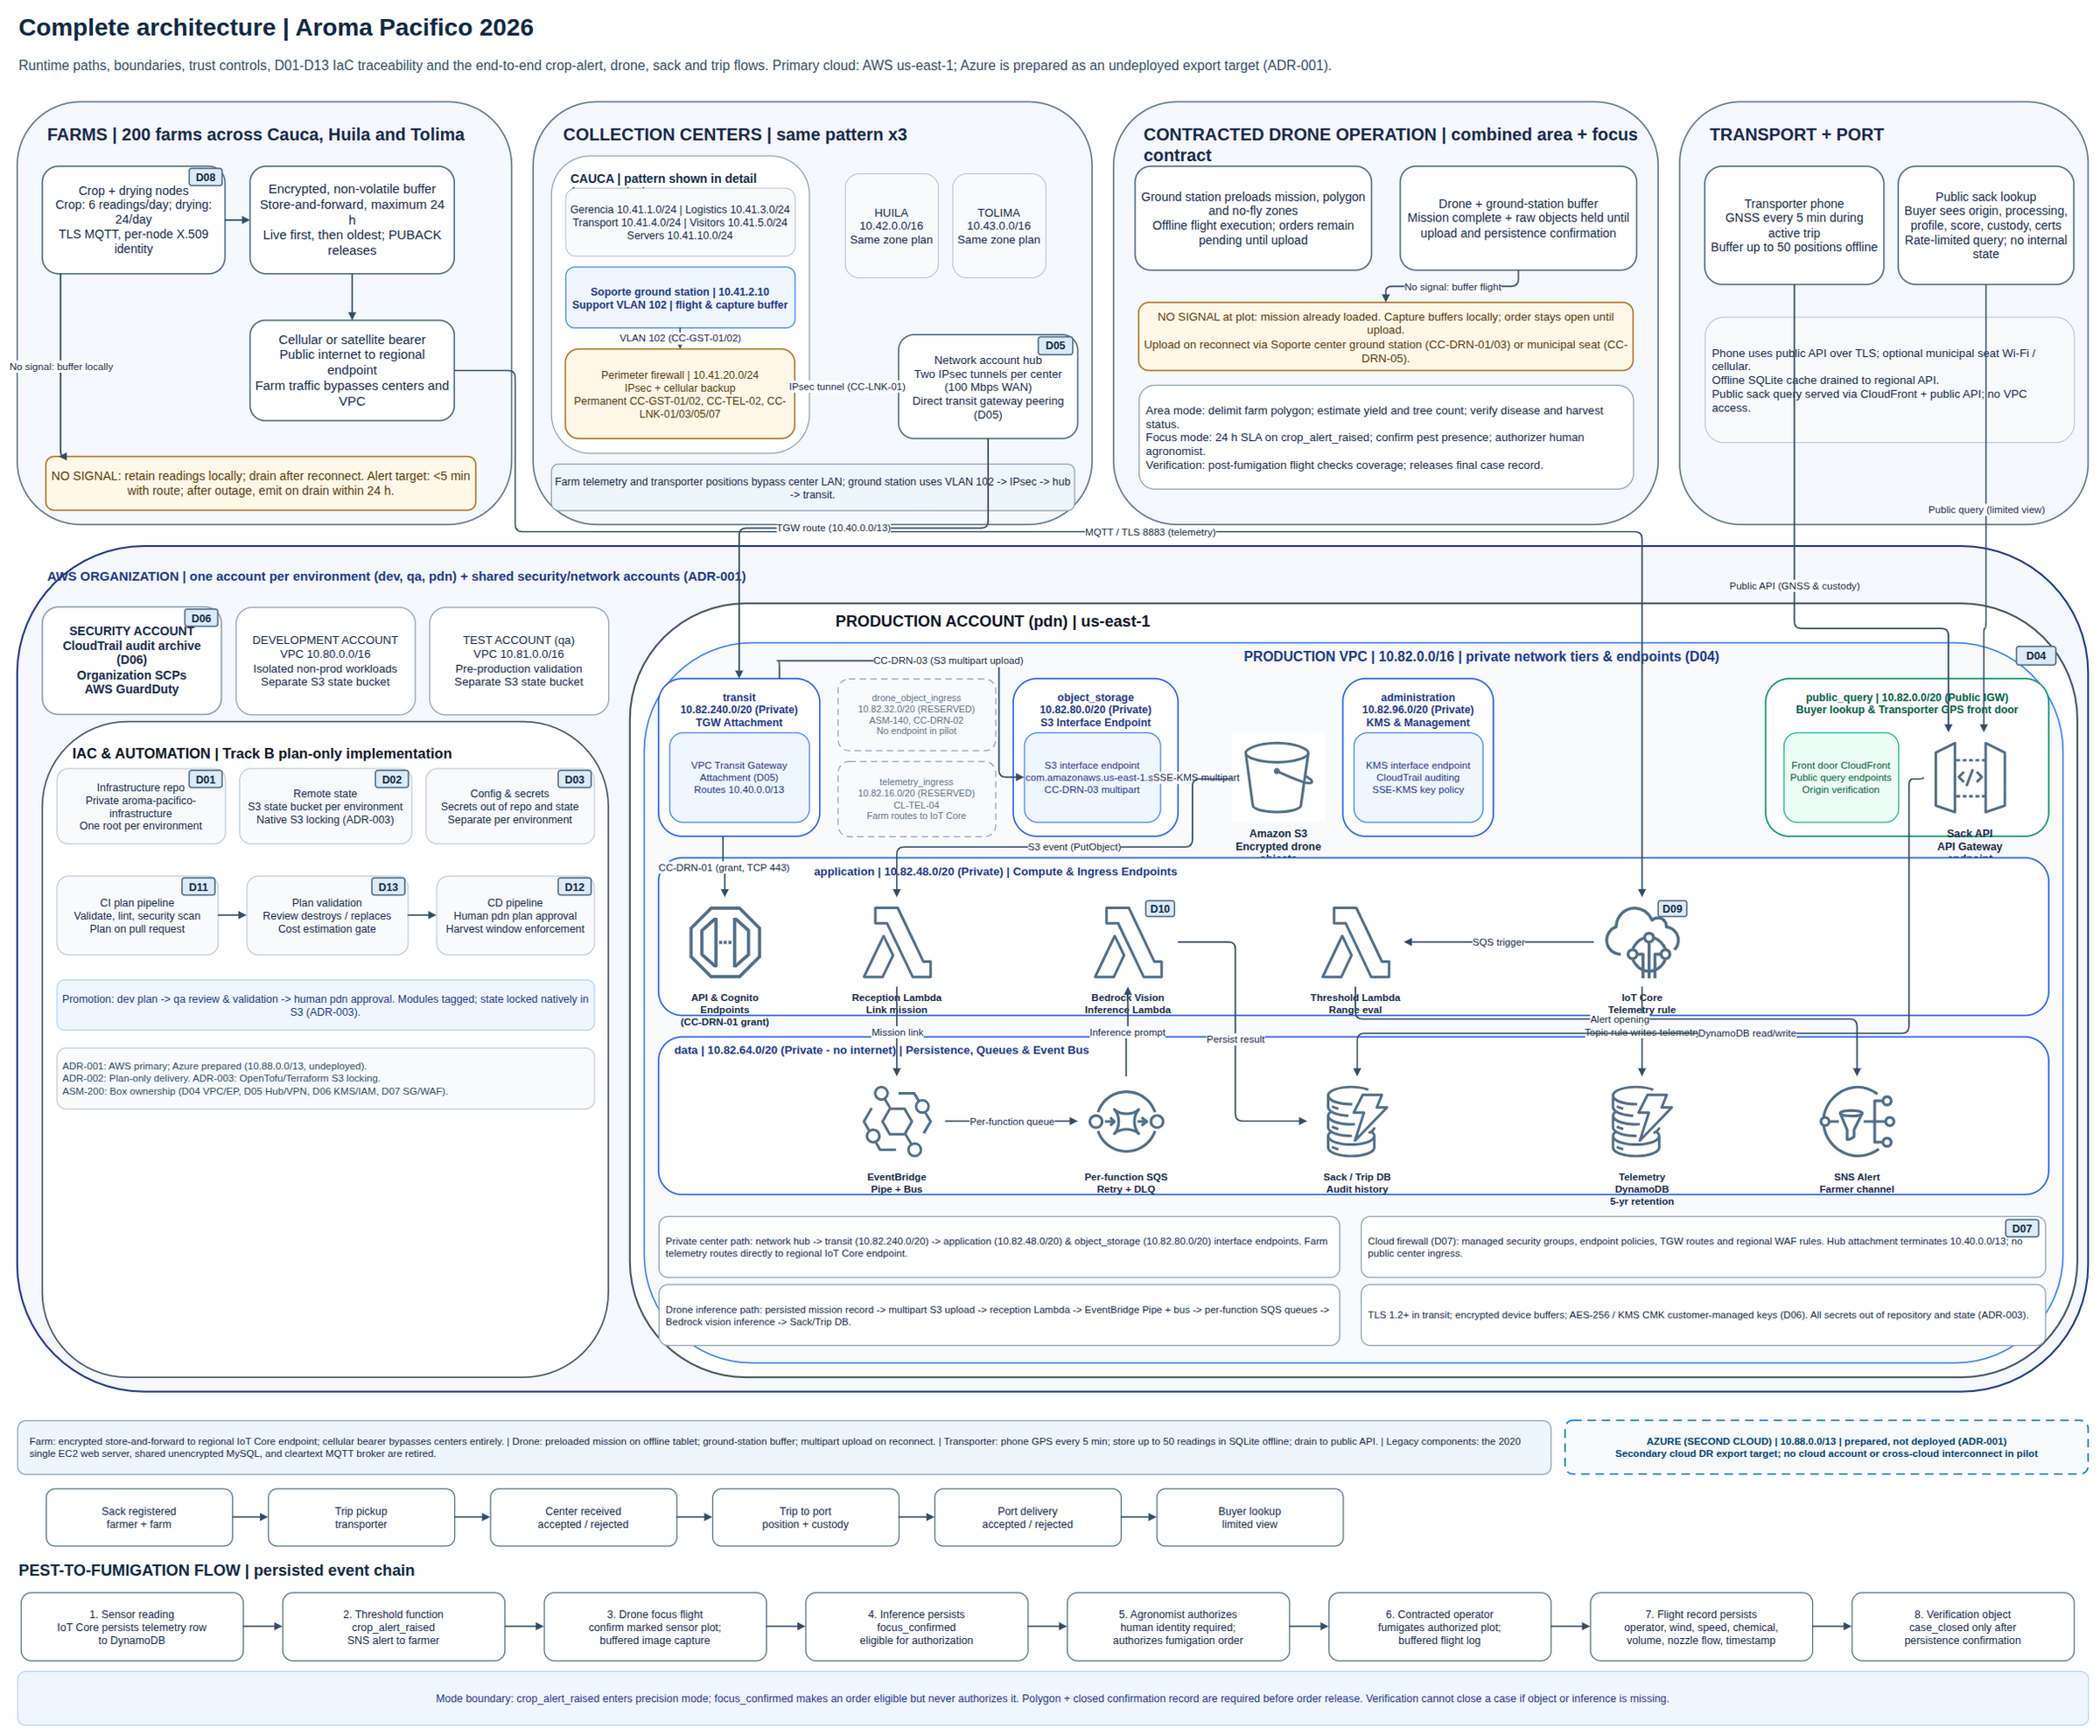 Complete architecture | Aroma Pacifico 2026
Runtime paths, boundaries, trust controls, D01-D13 IaC traceability and the end-to-end crop-alert, drone, sack and trip flows. Primary cloud: AWS us-east-1; Azure is prepared as an undeployed export target (ADR-001).
FARMS | 200 farms across Cauca, Huila and Tolima
D08
Crop + drying nodes
Crop: 6 readings/day; drying:
24/day
TLS MQTT, per-node X.509
identity
Encrypted, non-volatile buffer
Store-and-forward, maximum 24
h
Live first, then oldest; PUBACK
releases
Cellular or satellite bearer
Public internet to regional
endpoint
Farm traffic bypasses centers and
VPC
No signal: buffer locally
NO SIGNAL: retain readings locally; drain after reconnect. Alert target: <5 min
with route; after outage, emit on drain within 24 h.
COLLECTION CENTERS | same pattern x3
CAUCA | pattern shown in detail
Gerencia 10.41.1.0/24 | Logistics 10.41.3.0/24
Transport 10.41.4.0/24 | Visitors 10.41.5.0/24
Servers 10.41.10.0/24
Soporte ground station | 10.41.2.10
Support VLAN 102 | flight & capture buffer
VLAN 102 (CC-GST-01/02)
Perimeter firewall | 10.41.20.0/24
IPsec + cellular backup
Permanent CC-GST-01/02, CC-TEL-02, CC-
LNK-01/03/05/07
HUILA
10.42.0.0/16
Same zone plan
TOLIMA
10.43.0.0/16
Same zone plan
IPsec tunnel (CC-LNK-01)
D05
Network account hub
Two IPsec tunnels per center
(100 Mbps WAN)
Direct transit gateway peering
(D05)
Farm telemetry and transporter positions bypass center LAN; ground station uses VLAN 102 -> IPsec -> hub
-> transit.
CONTRACTED DRONE OPERATION | combined area + focus
contract
Ground station preloads mission, polygon
and no-fly zones
Offline flight execution; orders remain
pending until upload
Drone + ground-station buffer
Mission complete + raw objects held until
upload and persistence confirmation
No signal: buffer flight
NO SIGNAL at plot: mission already loaded. Capture buffers locally; order stays open until
upload.
Upload on reconnect via Soporte center ground station (CC-DRN-01/03) or municipal seat (CC-
DRN-05).
Area mode: delimit farm polygon; estimate yield and tree count; verify disease and harvest
status.
Focus mode: 24 h SLA on crop_alert_raised; confirm pest presence; authorizer human
agronomist.
Verification: post-fumigation flight checks coverage; releases final case record.
TRANSPORT + PORT
Transporter phone
GNSS every 5 min during
active trip
Buffer up to 50 positions offline
Public sack lookup
Buyer sees origin, processing,
profile, score, custody, certs
Rate-limited query; no internal
state
Phone uses public API over TLS; optional municipal seat Wi-Fi /
cellular.
Offline SQLite cache drained to regional API.
Public sack query served via CloudFront + public API; no VPC
access.
Public query (limited view)
TGW route (10.40.0.0/13)
MQTT / TLS 8883 (telemetry)
Public API (GNSS & custody)
AWS ORGANIZATION | one account per environment (dev, qa, pdn) + shared security/network accounts (ADR-001)
D06
SECURITY ACCOUNT
CloudTrail audit archive
(D06)
Organization SCPs
AWS GuardDuty
DEVELOPMENT ACCOUNT
VPC 10.80.0.0/16
Isolated non-prod workloads
Separate S3 state bucket
TEST ACCOUNT (qa)
VPC 10.81.0.0/16
Pre-production validation
Separate S3 state bucket
IAC & AUTOMATION | Track B plan-only implementation
D01
Infrastructure repo
Private aroma-pacifico-
infrastructure
One root per environment
D02
Remote state
S3 state bucket per environment
Native S3 locking (ADR-003)
D03
Config & secrets
Secrets out of repo and state
Separate per environment
D11
CI plan pipeline
Validate, lint, security scan
Plan on pull request
D13
Plan validation
Review destroys / replaces
Cost estimation gate
D12
CD pipeline
Human pdn plan approval
Harvest window enforcement
Promotion: dev plan -> qa review & validation -> human pdn approval. Modules tagged; state locked natively in
S3 (ADR-003).
ADR-001: AWS primary; Azure prepared (10.88.0.0/13, undeployed).
ADR-002: Plan-only delivery. ADR-003: OpenTofu/Terraform S3 locking.
ASM-200: Box ownership (D04 VPC/EP, D05 Hub/VPN, D06 KMS/IAM, D07 SG/WAF).
PRODUCTION ACCOUNT (pdn) | us-east-1
PRODUCTION VPC | 10.82.0.0/16 | private network tiers & endpoints (D04)
D04
CC-DRN-03 (S3 multipart upload)
transit
10.82.240.0/20 (Private)
TGW Attachment
VPC Transit Gateway
Attachment (D05)
Routes 10.40.0.0/13
drone_object_ingress
10.82.32.0/20 (RESERVED)
ASM-140, CC-DRN-02
No endpoint in pilot
telemetry_ingress
10.82.16.0/20 (RESERVED)
CL-TEL-04
Farm routes to IoT Core
object_storage
10.82.80.0/20 (Private)
S3 Interface Endpoint
S3 interface endpoint
com.amazonaws.us-east-1.s
CC-DRN-03 multipart
SSE-KMS multipart
Amazon S3
Encrypted drone
administration
10.82.96.0/20 (Private)
KMS & Management
KMS interface endpoint
CloudTrail auditing
SSE-KMS key policy
public_query | 10.82.0.0/20 (Public IGW)
Buyer lookup & Transporter GPS front door
Front door CloudFront
Public query endpoints
Origin verification
Sack API
API Gateway
S3 event (PutObject)
CC-DRN-01 (grant, TCP 443)
application | 10.82.48.0/20 (Private) | Compute & Ingest Endpoints
API & Cognito
Endpoints
(CC-DRN-01 grant)
Reception Lambda
Link mission
D10
Bedrock Vision
Inference Lambda
Threshold Lambda
Range eval
SQS trigger
D09
IoT Core
Telemetry rule
Alert opening
Mission link
Inference prompt
Persist result
Topic rule writes telemetry
DynamoDB read/write
data | 10.82.64.0/20 (Private - no internet) | Persistence, Queues & Event Bus
Per-function queue
EventBridge
Pipe + Bus
Per-function SQS
Retry + DLQ
Sack / Trip DB
Audit history
Telemetry
DynamoDB
5-yr retention
SNS Alert
Farmer channel
Private center path: network hub -> transit (10.82.240.0/20) -> application (10.82.48.0/20) & object_storage (10.82.80.0/20) interface endpoints. Farm
telemetry routes directly to regional IoT Core endpoint.
D07
Cloud firewall (D07): managed security groups, endpoint policies, TGW routes and regional WAF rules. Hub attachment terminates 10.40.0.0/13; no
public center ingress.
Drone inference path: persisted mission record -> multipart S3 upload -> reception Lambda -> EventBridge Pipe + bus -> per-function SQS queues ->
Bedrock vision inference -> Sack/Trip DB.
TLS 1.2+ in transit; encrypted device buffers; AES-256 / KMS CMK customer-managed keys (D06). All secrets out of repository and state (ADR-003).
Farm: encrypted store-and-forward to regional IoT Core endpoint; cellular bearer bypasses centers entirely. | Drone: preloaded mission on offline tablet; ground-station buffer; multipart upload on reconnect. | Transporter: phone GPS every 5 min; store up to 50 readings in SQLite offline; drain to public API. | Legacy components: the 2020
single EC2 web server, shared unencrypted MySQL, and cleartext MQTT broker are retired.
AZURE (SECOND CLOUD) | 10.88.0.0/13 | prepared, not deployed (ADR-001)
Secondary cloud DR export target; no cloud account or cross-cloud interconnect in pilot
Sack registered
farmer + farm
Trip pickup
transporter
Center received
accepted / rejected
Trip to port
position + custody
Port delivery
accepted / rejected
Buyer lookup
limited view
PEST-TO-FUMIGATION FLOW | persisted event chain
1. Sensor reading
IoT Core persists telemetry row
to DynamoDB
2. Threshold function
crop_alert_raised
SNS alert to farmer
3. Drone focus flight
confirm marked sensor plot;
buffered image capture
4. Inference persists
focus_confirmed
eligible for authorization
5. Agronomist authorizes
human identity required;
authorizes fumigation order
6. Contracted operator
fumigates authorized plot;
buffered flight log
7. Flight record persists
operator, wind, speed, chemical,
volume, nozzle flow, timestamp
8. Verification object
case_closed only after
persistence confirmation
Mode boundary: crop_alert_raised enters precision mode; focus_confirmed makes an order eligible but never authorizes it. Polygon + closed confirmation record are required before order release. Verification cannot close a case if object or inference is missing.